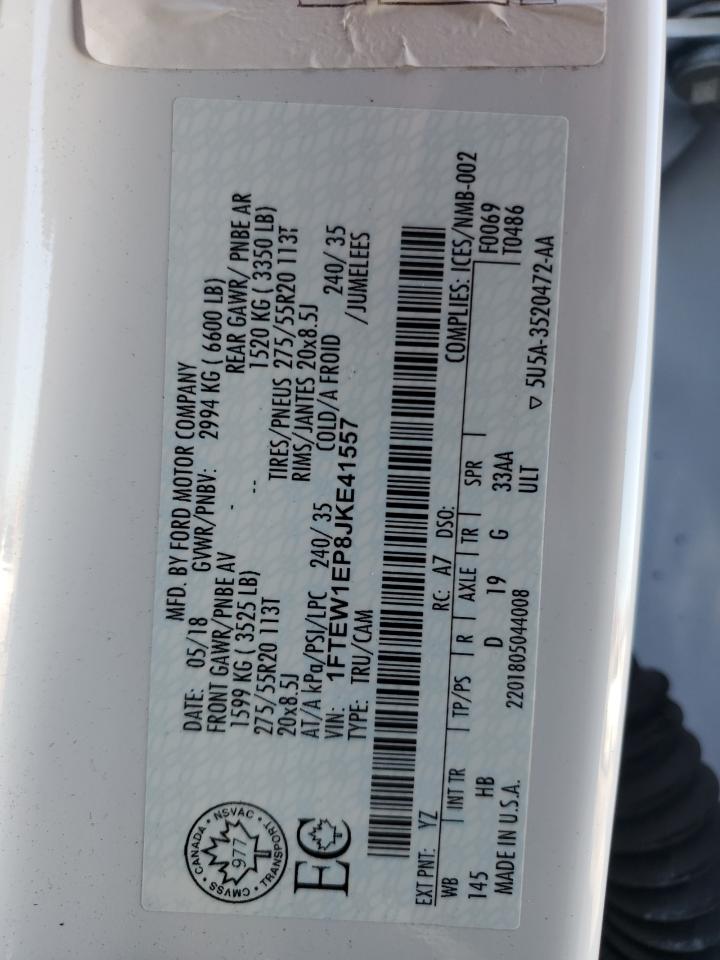 MFD. BY FORD MOTOR COMPANY
DATE: 05/18 GVWR/PNBV: 2994 KG ( 6600 LB)
FRONT GAWR/PNBE AV REAR GAWR/ PNBE AR
1599 KG ( 3525 LB) 1520 KG ( 3350 LB)
275/55R20 113T TIRES/PNEUS 275/55R20 113T
20x8.5J RIMS/JANTES 20x8.5J
AT/A kPa/PSI/LPC 240/ 35 COLD/A FROID 240/ 35
VIN: 1FTEW1EP8JKE41557 /JUMELEES
TYPE: TRU/CAM
CANADA • NSVAC • TRANSPORT • CMVSS •
977
EC
EXT PNT: YZ RC: A7 DSO: COMPLIES: ICES/NMB-002
WB INT TR TP/PS R AXLE TR SPR F0069
145 HB D 19 G 33AA T0486
ULT
MADE IN U.S.A. 2201805044008 ▽ 5U5A-3520472-AA